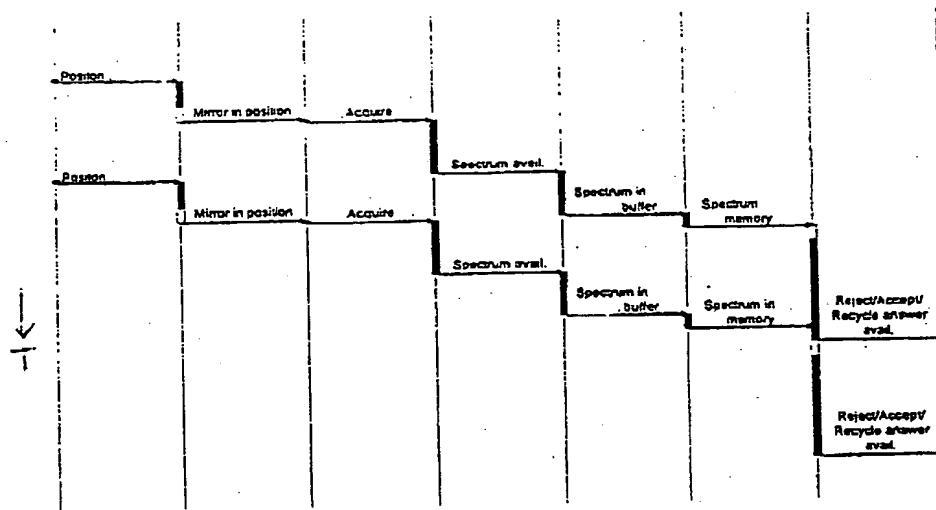 Position
Mirror in position
Acquire
Spectrum avail.
Spectrum in
buffer
Spectrum
memory
Reject/Accept/
Recycle answer
avail.
Position
Mirror in position
Acquire
Spectrum avail.
Spectrum in
buffer
Spectrum in
memory
Reject/Accept/
Recycle answer
avail.